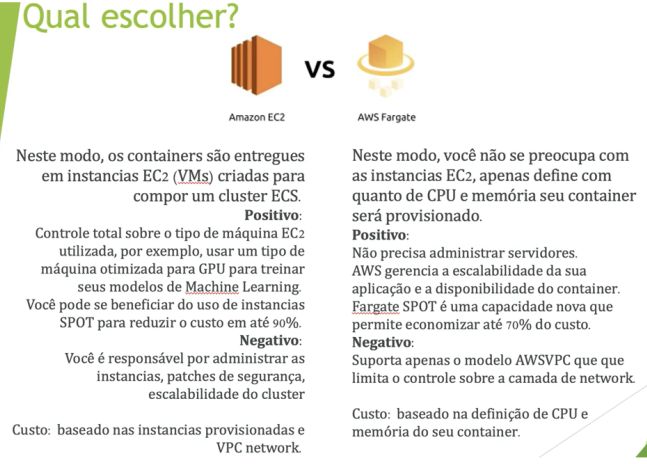 Qual escolher?
vs
Amazon EC2
AWS Fargate
Neste modo, os containers são entregues
em instancias EC2 (VMs) criadas para
compor um cluster ECS.
Positivo:
Controle total sobre o tipo de máquina EC2
utilizada, por exemplo, usar um tipo de
máquina otimizada para GPU para treinar
seus modelos de Machine Learning.
Você pode se beneficiar do uso de instancias
SPOT para reduzir o custo em até 90%.
Negativo:
Você é responsável por administrar as
instancias, patches de segurança,
escalabilidade do cluster
Custo: baseado nas instancias provisionadas e
VPC network.
Neste modo, você não se preocupa com
as instancias EC2, apenas define com
quanto de CPU e memória seu container
será provisionado.
Positivo:
Não precisa administrar servidores.
AWS gerencia a escalabilidade da sua
aplicação e a disponibilidade do container.
Fargate SPOT é uma capacidade nova que
permite economizar até 70% do custo.
Negativo:
Suporta apenas o modelo AWSVPC que que
limita o controle sobre a camada de network.
Custo: baseado na definição de CPU e
memória do seu container.